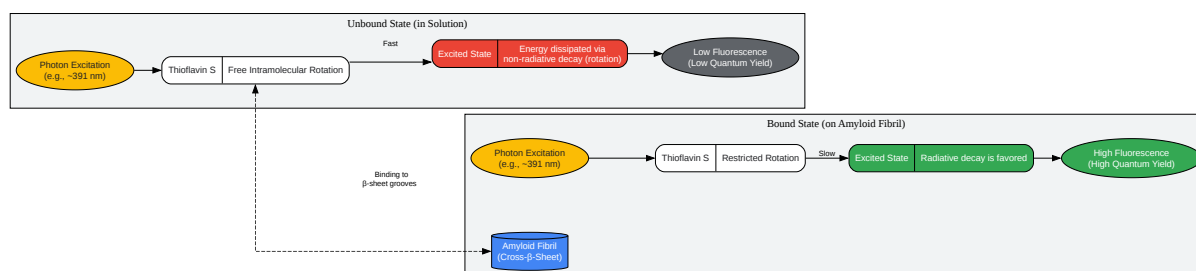 Unbound State (in Solution)
Photon Excitation
(e.g., ~391 nm)
Thioflavin S
Free Intramolecular Rotation
Fast
Excited State
Energy dissipated via
non-radiative decay (rotation)
Low Fluorescence
(Low Quantum Yield)
Bound State (on Amyloid Fibril)
Photon Excitation
(e.g., ~391 nm)
Thioflavin S
Restricted Rotation
Slow
Excited State
Radiative decay is favored
High Fluorescence
(High Quantum Yield)
Binding to
β-sheet grooves
Amyloid Fibril
(Cross-β-Sheet)